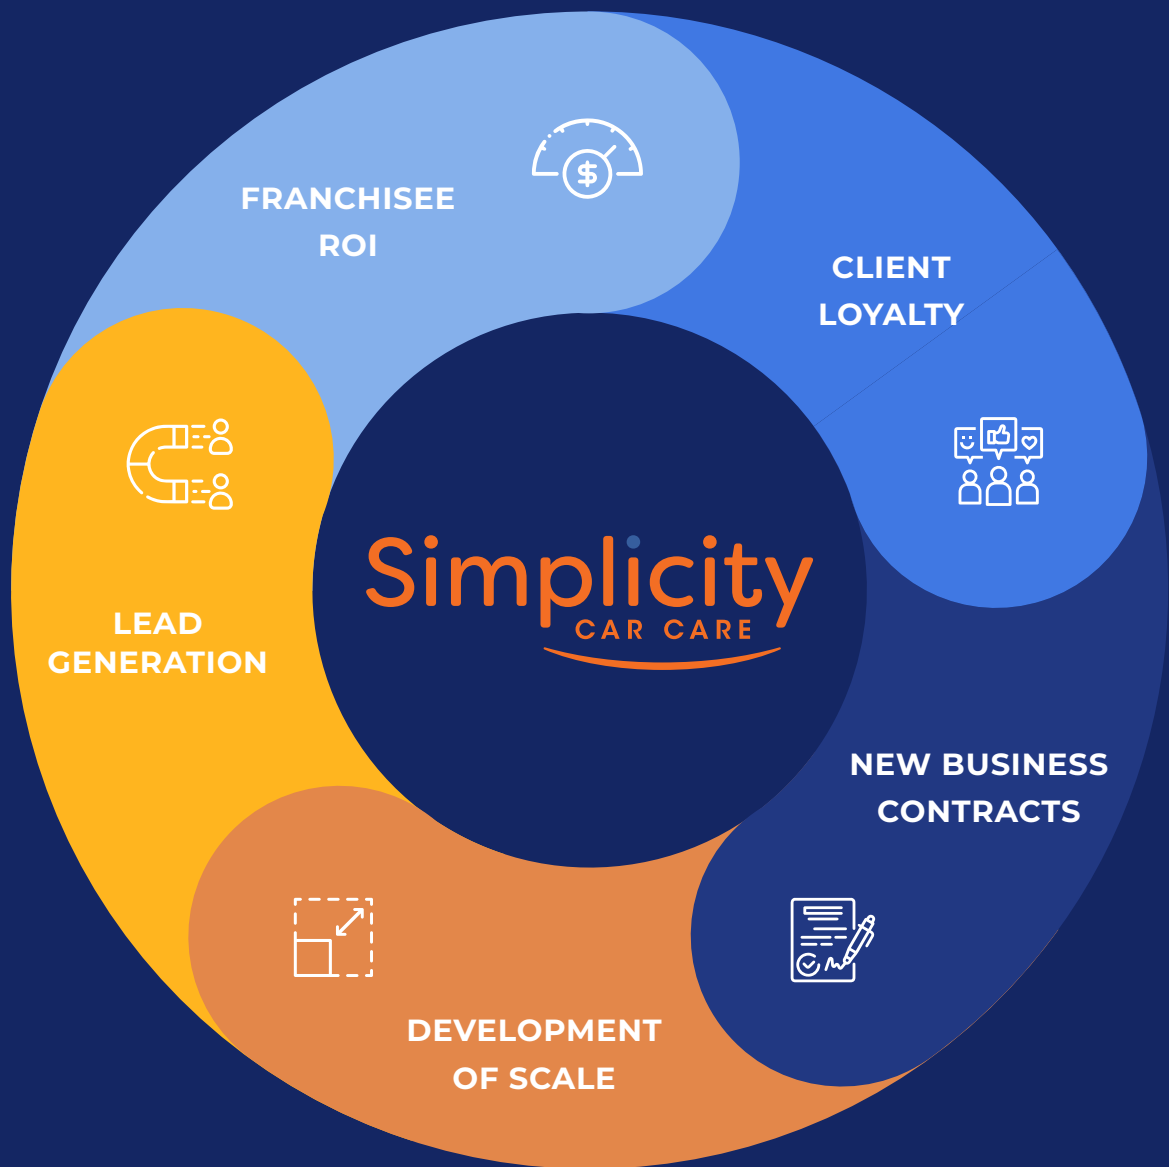 FRANCHISEE
ROI
CLIENT
LOYALTY
Simplicity
CAR CARE
LEAD
GENERATION
NEW BUSINESS
CONTRACTS
DEVELOPMENT
OF SCALE